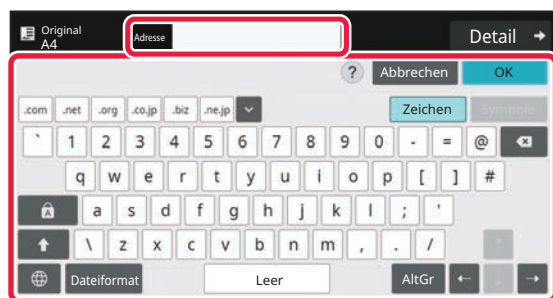 Original
A4
Adresse
Detail
? Abbrechen OK
.com .net .org .co.jp .biz .ne.jp Zeichen Symbole
` 1 2 3 4 5 6 7 8 9 0 - = @
q w e r t y u i o p [ ] #
A a s d f g h j k l ; '
\ z x c v b n m , . /
Dateiformat Leer AltGr